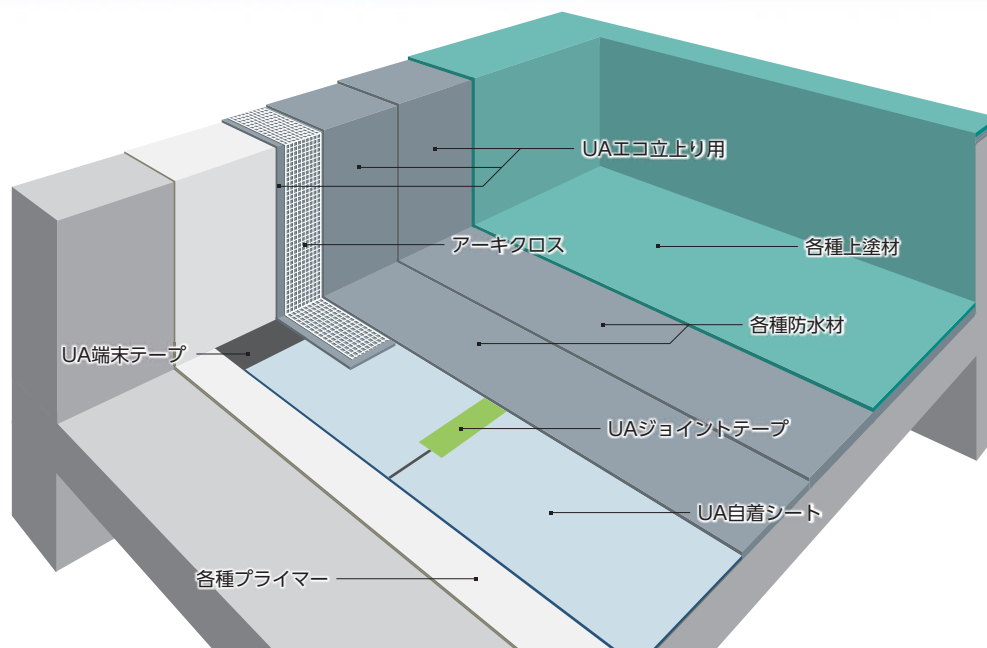 UAエコ立上り用
アーキクロス
各種上塗材
各種防水材
UA端末テープ
UAジョイントテープ
UA自着シート
各種プライマー